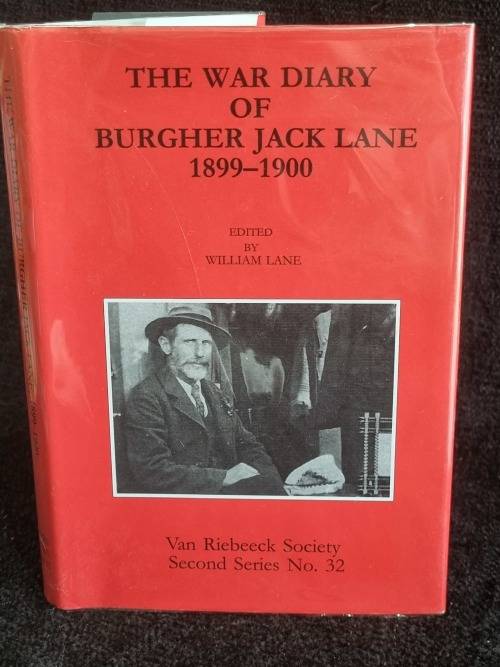 THE WAR DIARY
OF
BURGHER JACK LANE
1899–1900
EDITED
BY
WILLIAM LANE
Van Riebeeck Society
Second Series No. 32